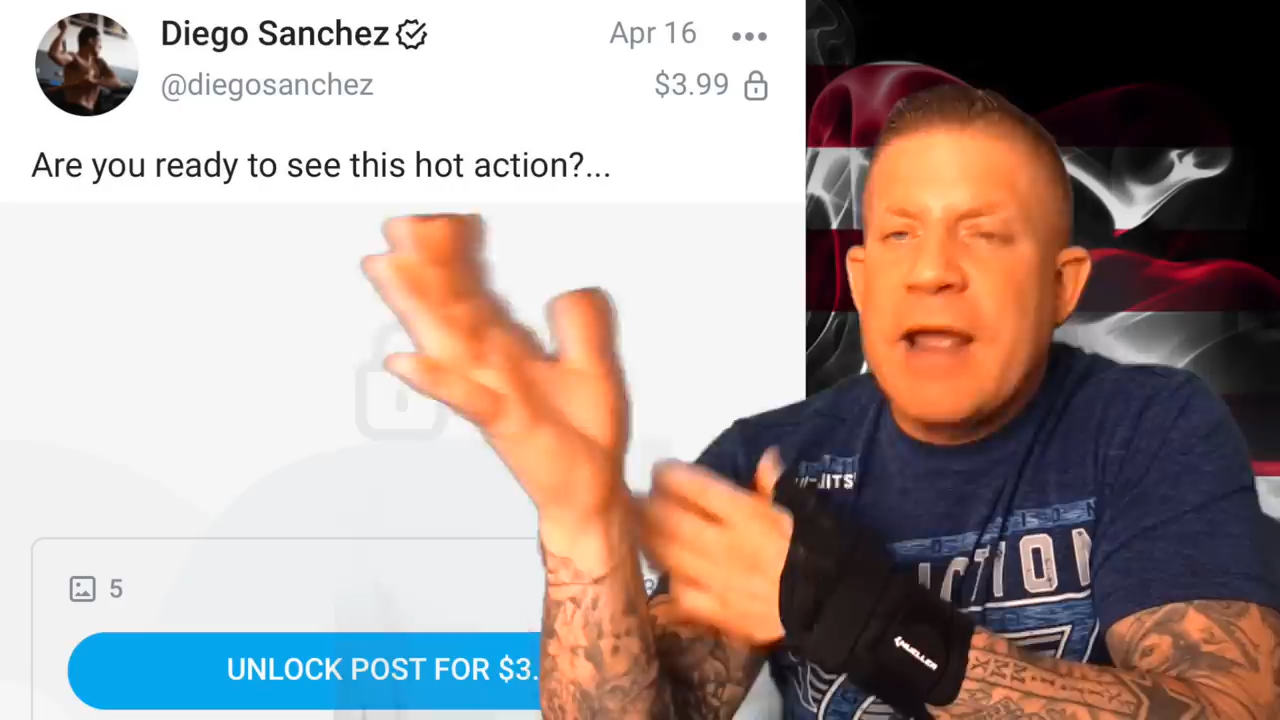 Diego Sanchez
Apr 16
@diegosanchez
$3.99
Are you ready to see this hot action?...
5
UNLOCK POST FOR $3.
MUELLER